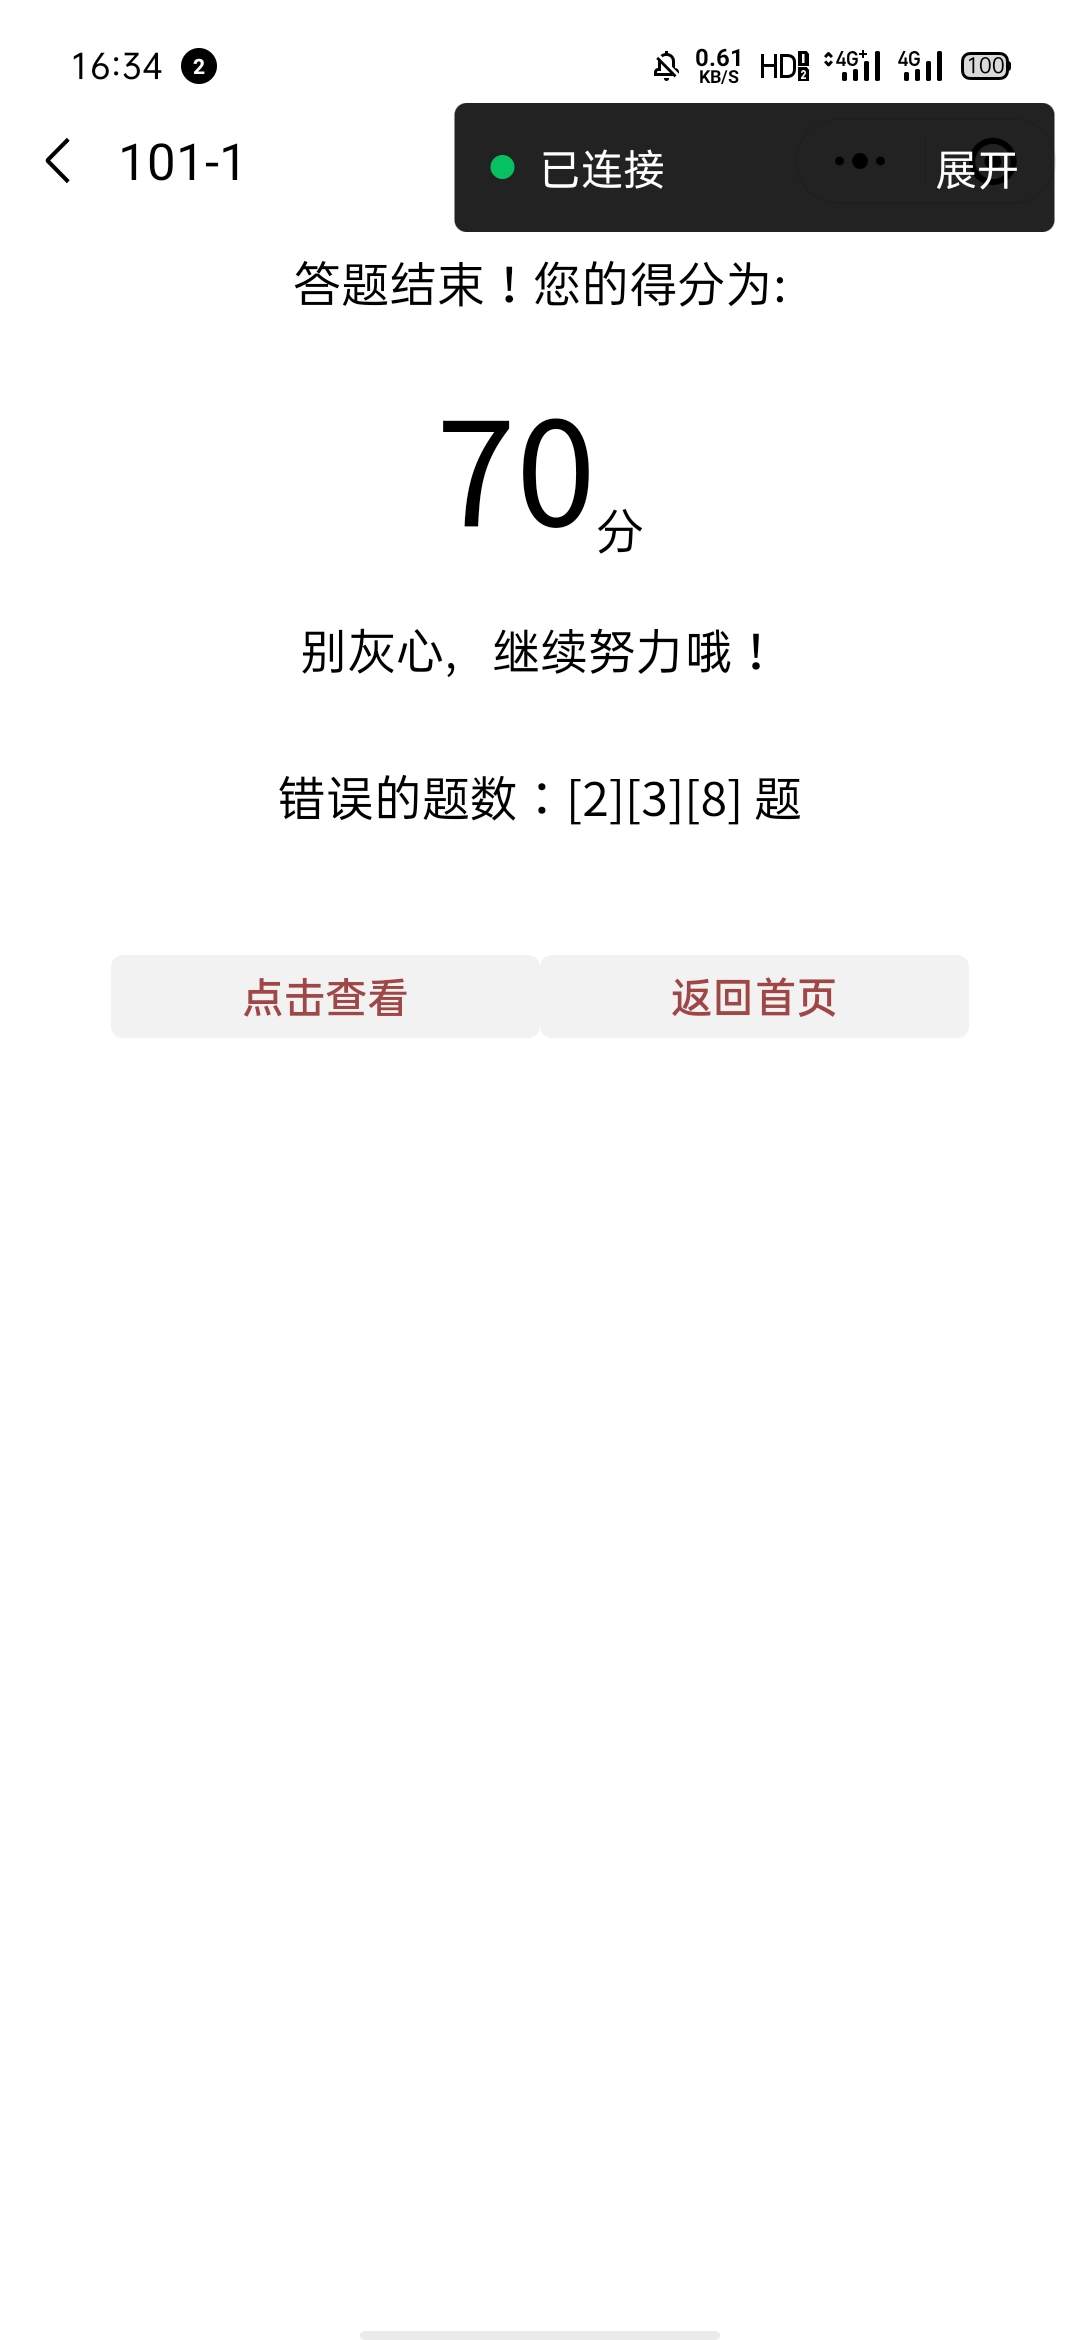 16:34 2 0.61 KB/S HD 1 2 4G+ 4G 100
101-1 已连接 展开
答题结束！您的得分为:
70分
别灰心，继续努力哦！
错误的题数：[2][3][8] 题
点击查看 返回首页